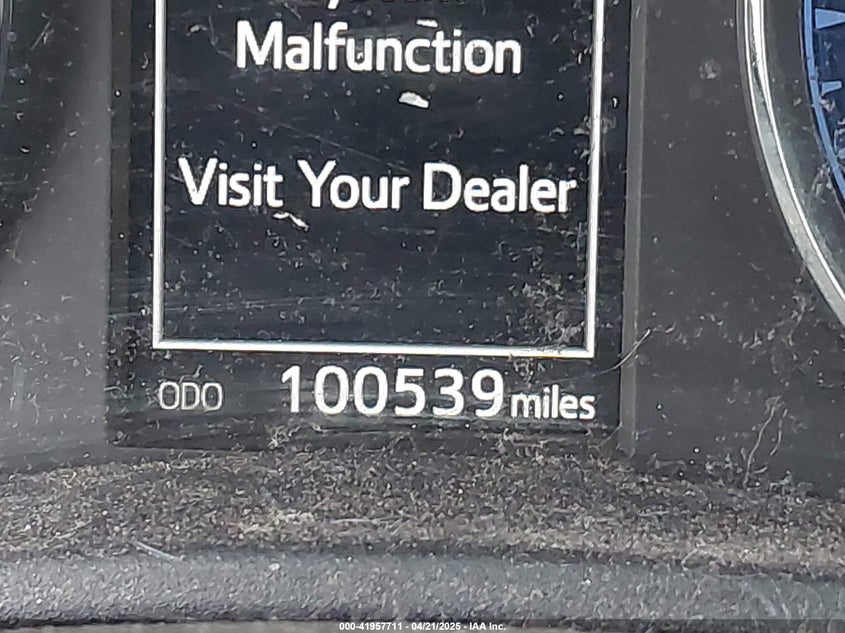 Malfunction
Visit Your Dealer
ODO 100539 miles
000-41957711 - 04/21/2025 - IAA Inc.